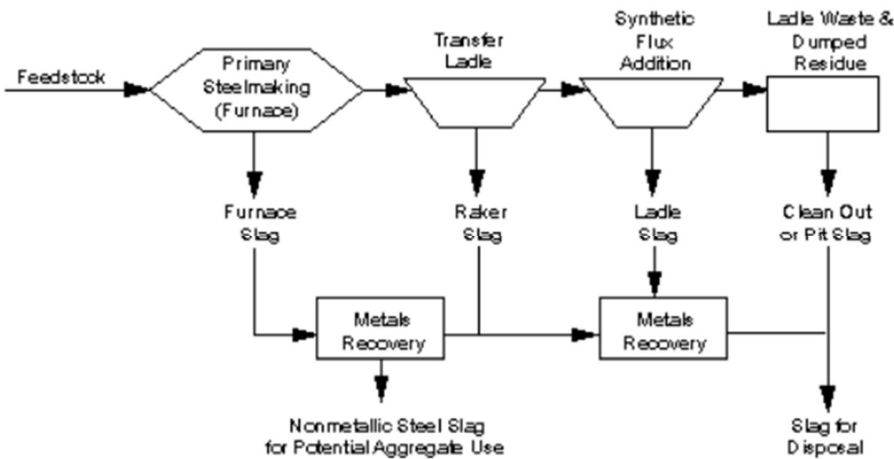 Feedstock
Primary
Steelmaking
(Furnace)
Transfer
Ladle
Synthetic
Flux
Addition
Ladle Waste &
Dumped
Residue
Furnace
Slag
Raker
Slag
Ladle
Slag
Clean Out
or Pit Slag
Metals
Recovery
Metals
Recovery
Nonmetallic Steel Slag
for Potential Aggregate Use
Slag for
Disposal